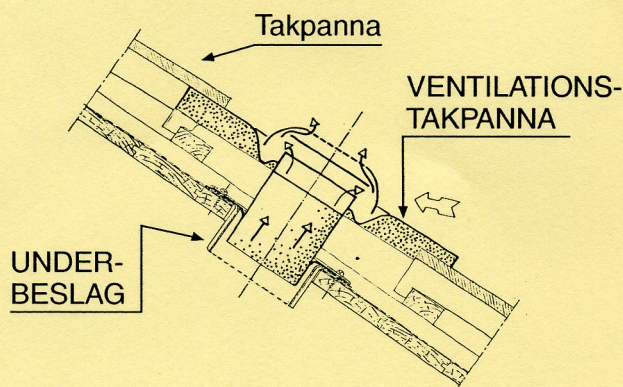 Takpanna
VENTILATIONS-
TAKPANNA
UNDER-
BESLAG